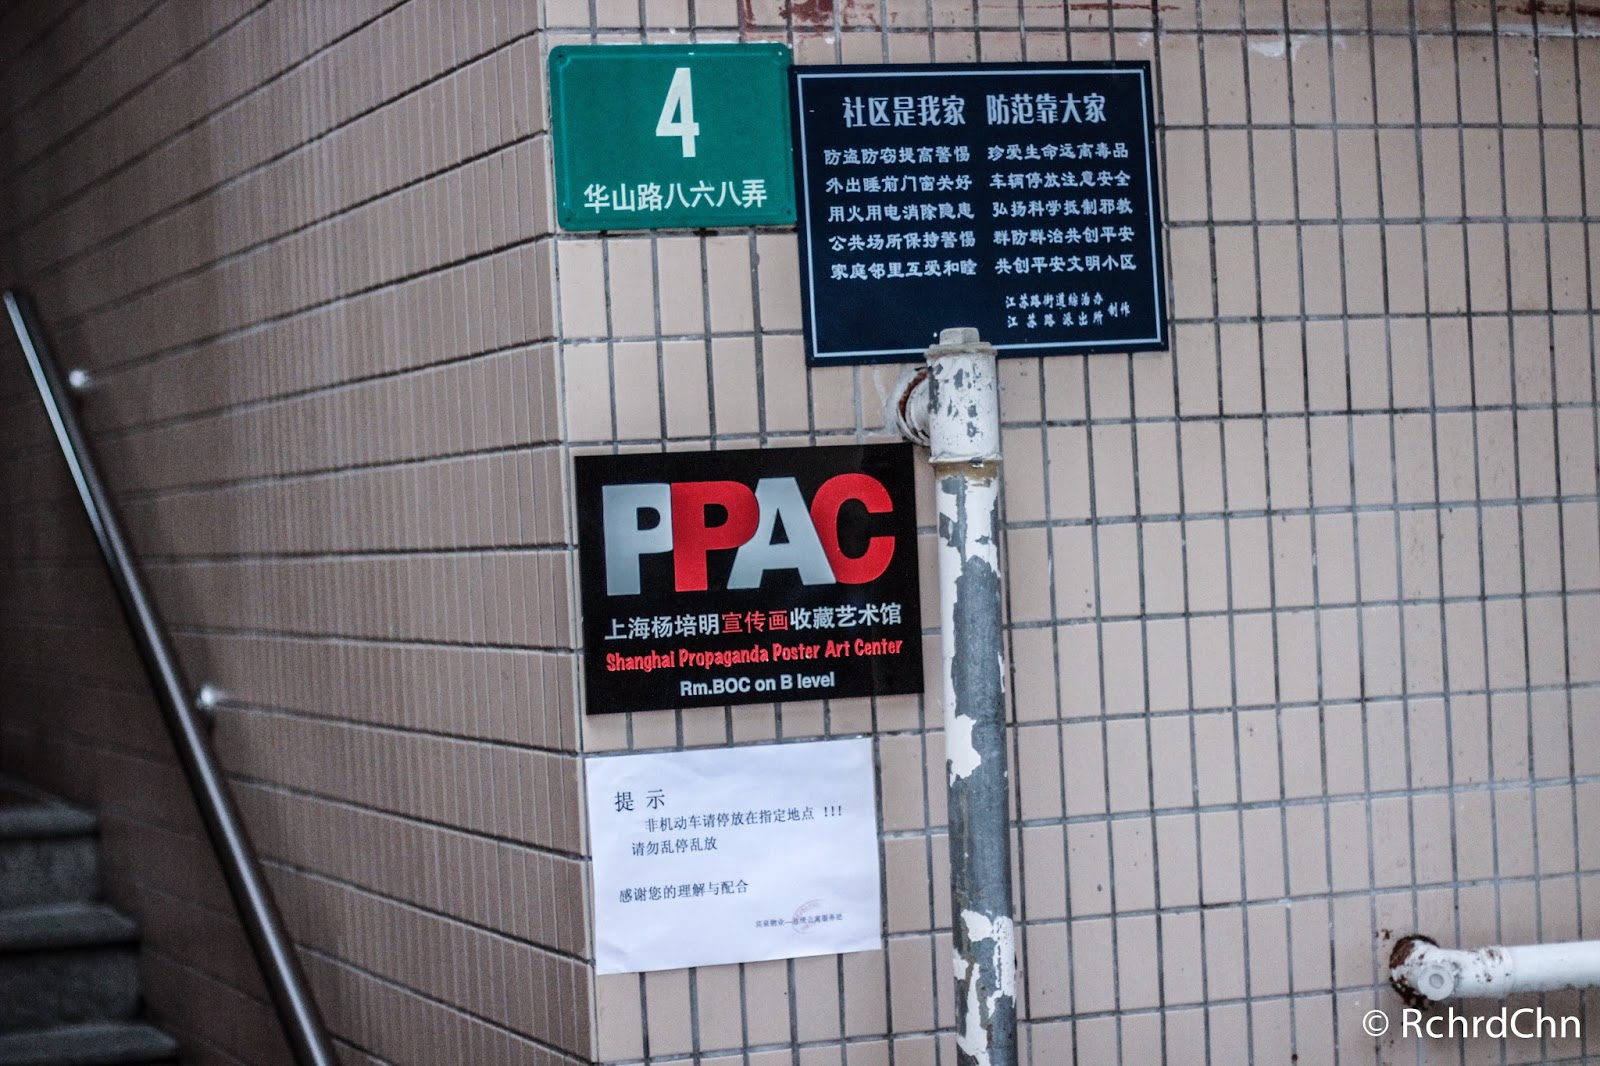 4
华山路八六八弄
社区是我家 防范靠大家
防盗防窃提高警惕 珍爱生命远离毒品
外出睡前门窗关好 车辆停放注意安全
用火用电消除隐患 弘扬科学抵制邪教
公共场所保持警惕 群防群治共创平安
家庭邻里互爱和睦 共创平安文明小区
江苏路街道综治办
江苏路派出所 制作
PPAC
上海杨培明宣传画收藏艺术馆
Shanghai Propaganda Poster Art Center
Rm.BOC on B level
提 示
非机动车请停放在指定地点 !!!
请勿乱停乱放
感谢您的理解与配合
© RchrdChn